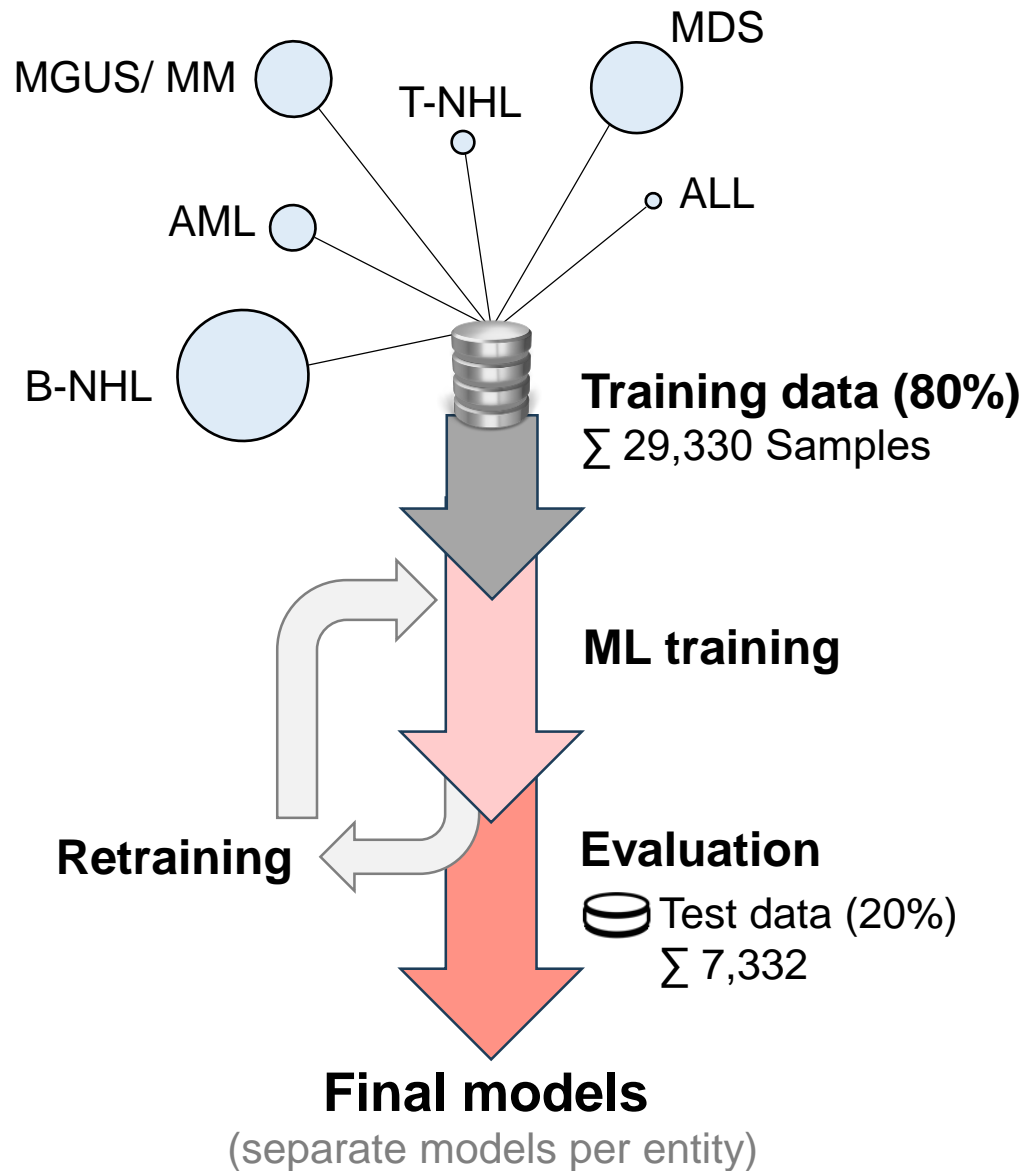 MDS
MGUS/ MM
T-NHL
ALL
AML
B-NHL
Training data (80%)
∑ 29,330 Samples
ML training
Retraining
Evaluation
Test data (20%)
∑ 7,332
Final models
(separate models per entity)